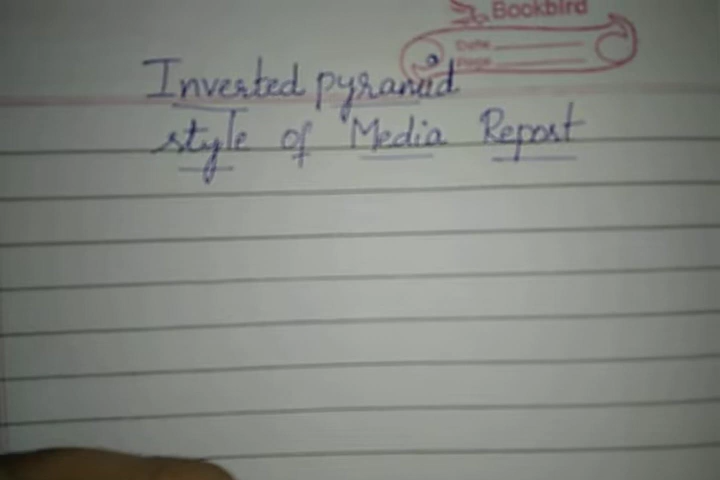 Bookbird
Date
Page
Inverted pyramid
style of Media Report